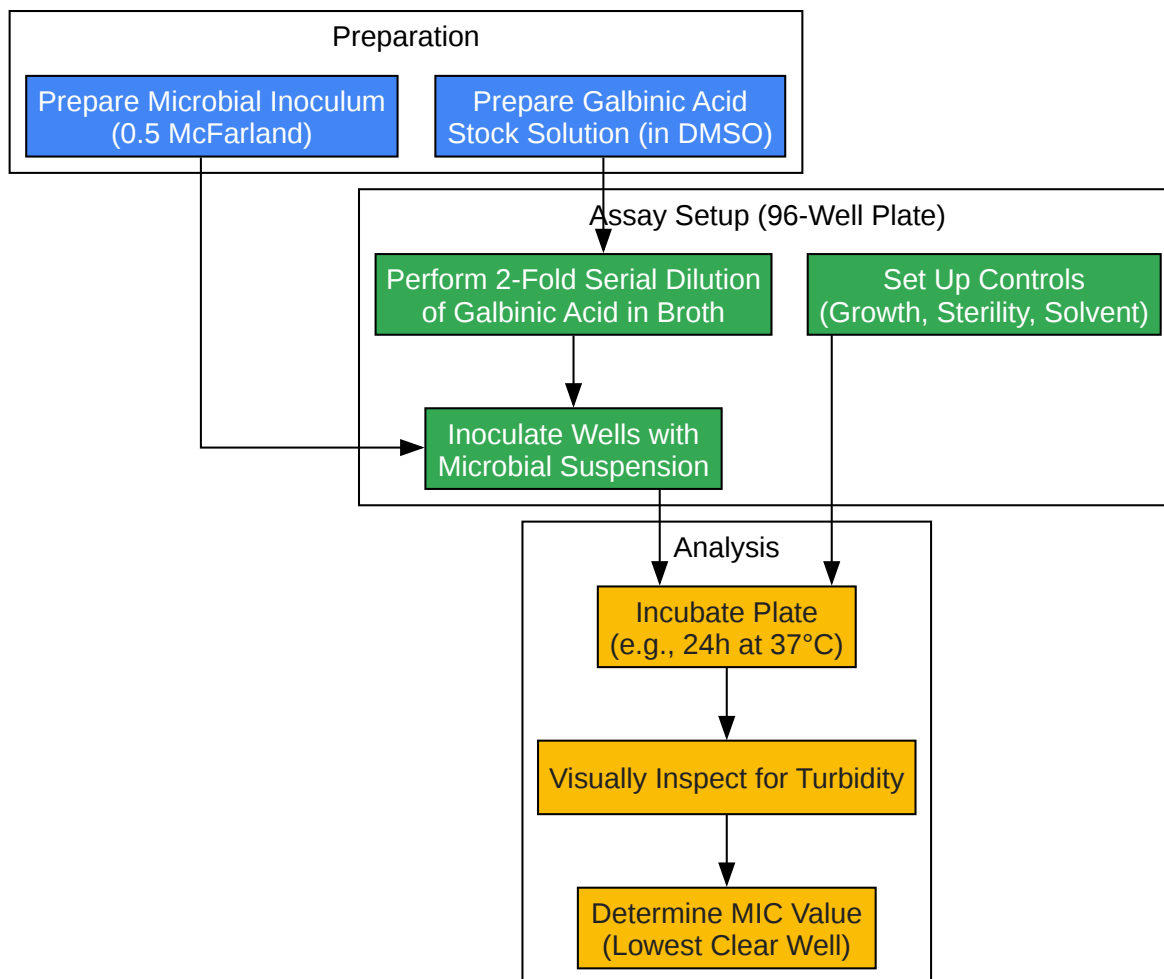 Preparation
Prepare Microbial Inoculum
(0.5 McFarland)
Prepare Galbinic Acid
Stock Solution (in DMSO)
Assay Setup (96-Well Plate)
Perform 2-Fold Serial Dilution
of Galbinic Acid in Broth
Set Up Controls
(Growth, Sterility, Solvent)
Inoculate Wells with
Microbial Suspension
Analysis
Incubate Plate
(e.g., 24h at 37°C)
Visually Inspect for Turbidity
Determine MIC Value
(Lowest Clear Well)